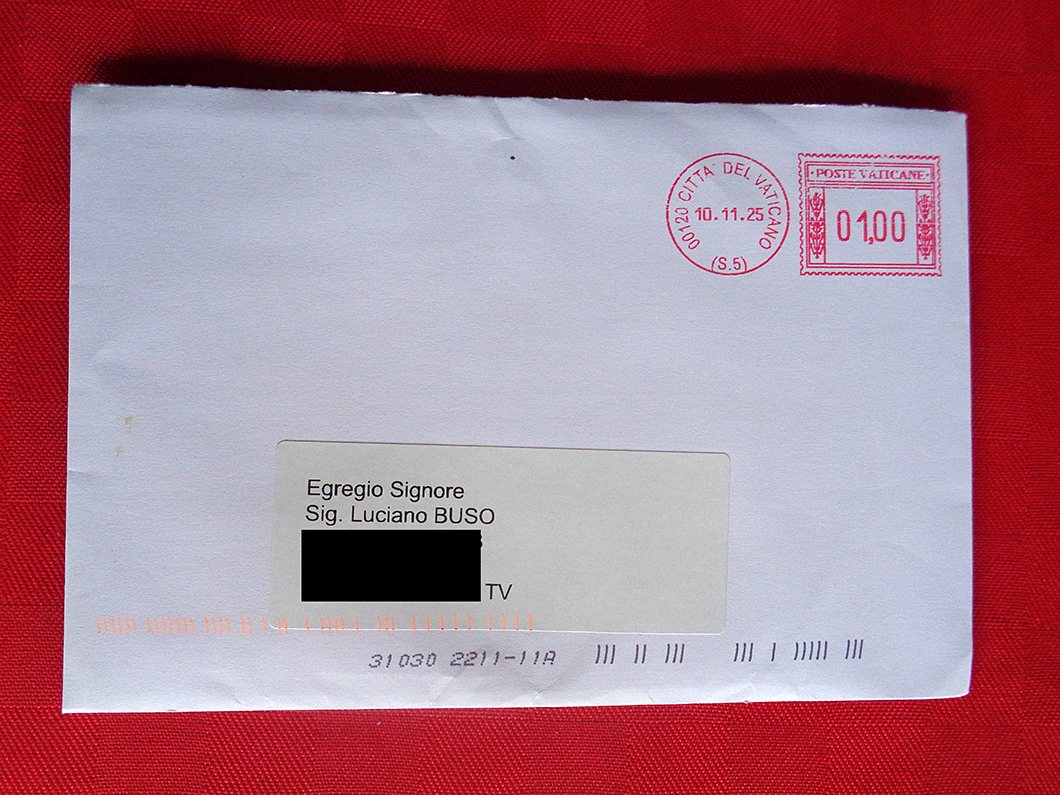 00120 CITTA' DEL VATICANO
10.11.25
(S.5)
POSTE VATICANE
01,00
Egregio Signore
Sig. Luciano BUSO
TV
31030 2211-11A